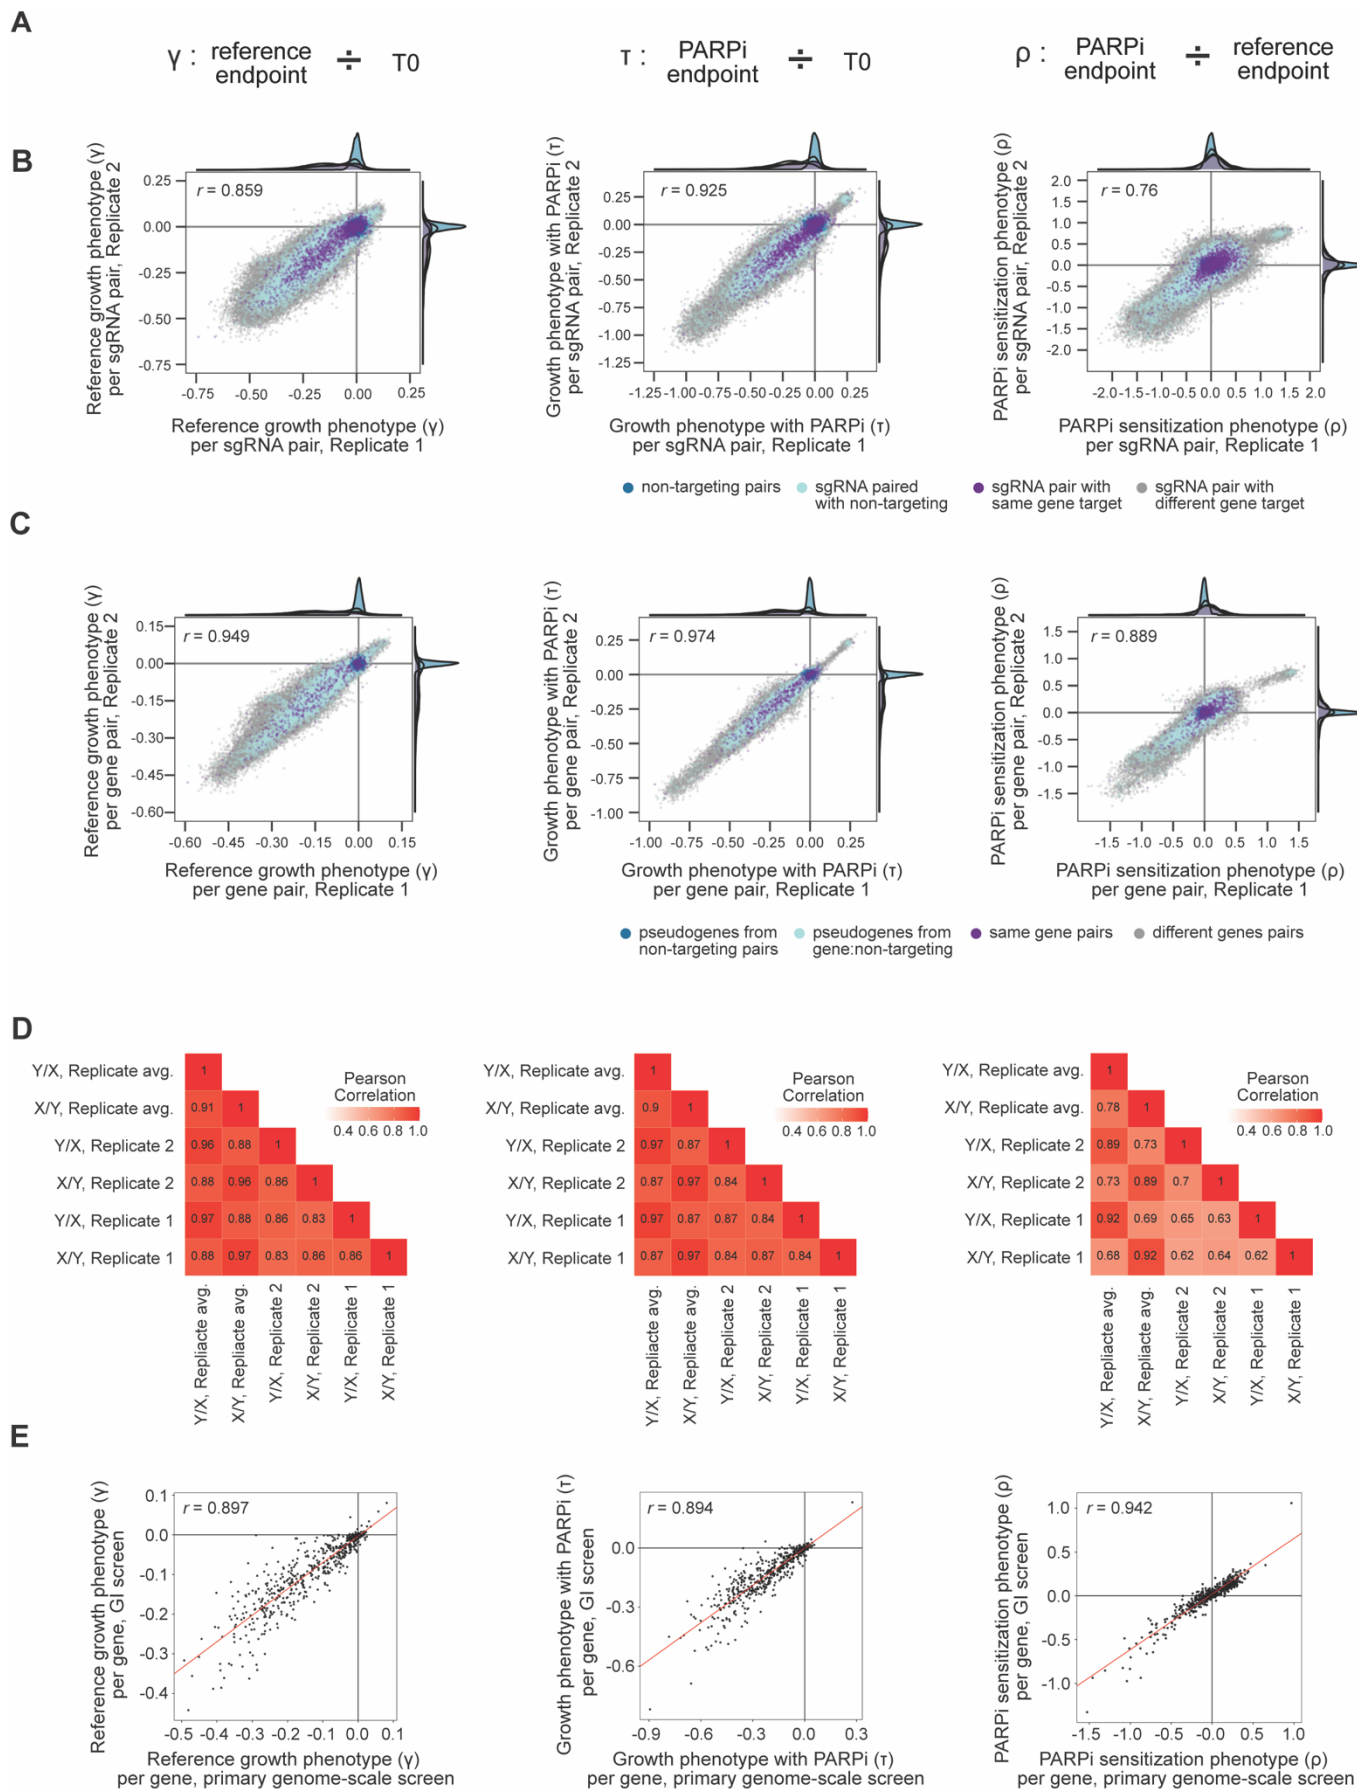 A
γ : reference endpoint ÷ T0
τ : PARPi endpoint ÷ T0
ρ : PARPi endpoint ÷ reference endpoint
B
Reference growth phenotype (γ)
per sgRNA pair, Replicate 2
r = 0.859
0.25
0.00
-0.25
-0.50
-0.75
-0.75 -0.50 -0.25 0.00 0.25
Reference growth phenotype (γ)
per sgRNA pair, Replicate 1
Growth phenotype with PARPi (τ)
per sgRNA pair, Replicate 2
r = 0.925
0.25
0.00
-0.25
-0.50
-0.75
-1.00
-1.25
-1.25 -1.00 -0.75 -0.50 -0.25 0.00 0.25
Growth phenotype with PARPi (τ)
per sgRNA pair, Replicate 1
PARPi sensitization phenotype (ρ)
per sgRNA pair, Replicate 2
r = 0.76
2.0
1.5
1.0
0.5
0.0
-0.5
-1.0
-1.5
-2.0
-2.0 -1.5 -1.0 -0.5 0.0 0.5 1.0 1.5 2.0
PARPi sensitization phenotype (ρ)
per sgRNA pair, Replicate 1
non-targeting pairs
sgRNA paired
with non-targeting
sgRNA pair with
same gene target
sgRNA pair with
different gene target
C
Reference growth phenotype (γ)
per gene pair, Replicate 2
r = 0.949
0.15
0.00
-0.15
-0.30
-0.45
-0.60
-0.60 -0.45 -0.30 -0.15 0.00 0.15
Reference growth phenotype (γ)
per gene pair, Replicate 1
Growth phenotype with PARPi (τ)
per gene pair, Replicate 2
r = 0.974
0.25
0.00
-0.25
-0.50
-0.75
-1.00
-1.00 -0.75 -0.50 -0.25 0.00 0.25
Growth phenotype with PARPi (τ)
per gene pair, Replicate 1
PARPi sensitization phenotype (ρ)
per gene pair, Replicate 2
r = 0.889
1.5
1.0
0.5
0.0
-0.5
-1.0
-1.5
-1.5 -1.0 -0.5 0.0 0.5 1.0 1.5
PARPi sensitization phenotype (ρ)
per gene pair, Replicate 1
pseudogenes from
non-targeting pairs
pseudogenes from
gene:non-targeting
same gene pairs
different genes pairs
D
Y/X, Replicate avg. 1
X/Y, Replicate avg. 0.91 1
Y/X, Replicate 2 0.96 0.88 1
X/Y, Replicate 2 0.88 0.96 0.86 1
Y/X, Replicate 1 0.97 0.88 0.86 0.83 1
X/Y, Replicate 1 0.88 0.97 0.83 0.86 0.86 1
Pearson
Correlation
0.4 0.6 0.8 1.0
Y/X, Repliacte avg.
X/Y, Replicate avg.
Y/X, Replicate 2
X/Y, Replicate 2
Y/X, Replicate 1
X/Y, Replicate 1
Y/X, Replicate avg. 1
X/Y, Replicate avg. 0.9 1
Y/X, Replicate 2 0.97 0.87 1
X/Y, Replicate 2 0.87 0.97 0.84 1
Y/X, Replicate 1 0.97 0.87 0.87 0.84 1
X/Y, Replicate 1 0.87 0.97 0.84 0.87 0.84 1
Pearson
Correlation
0.4 0.6 0.8 1.0
Y/X, Repliacte avg.
X/Y, Replicate avg.
Y/X, Replicate 2
X/Y, Replicate 2
Y/X, Replicate 1
X/Y, Replicate 1
Y/X, Replicate avg. 1
X/Y, Replicate avg. 0.78 1
Y/X, Replicate 2 0.89 0.73 1
X/Y, Replicate 2 0.73 0.89 0.7 1
Y/X, Replicate 1 0.92 0.69 0.65 0.63 1
X/Y, Replicate 1 0.68 0.92 0.62 0.64 0.62 1
Pearson
Correlation
0.4 0.6 0.8 1.0
Y/X, Repliacte avg.
X/Y, Replicate avg.
Y/X, Replicate 2
X/Y, Replicate 2
Y/X, Replicate 1
X/Y, Replicate 1
E
Reference growth phenotype (γ)
per gene, GI screen
r = 0.897
0.1
0.0
-0.1
-0.2
-0.3
-0.4
-0.5 -0.4 -0.3 -0.2 -0.1 0.0 0.1
Reference growth phenotype (γ)
per gene, primary genome-scale screen
Growth phenotype with PARPi (τ)
per gene, GI screen
r = 0.894
0.0
-0.3
-0.6
-0.9 -0.6 -0.3 0.0 0.3
Growth phenotype with PARPi (τ)
per gene, primary genome-scale screen
PARPi sensitization phenotype (ρ)
per gene, GI screen
r = 0.942
1.0
0.5
0.0
-0.5
-1.0
-1.5 -1.0 -0.5 -0.0 0.5 1.0
PARPi sensitization phenotype (ρ)
per gene, primary genome-scale screen